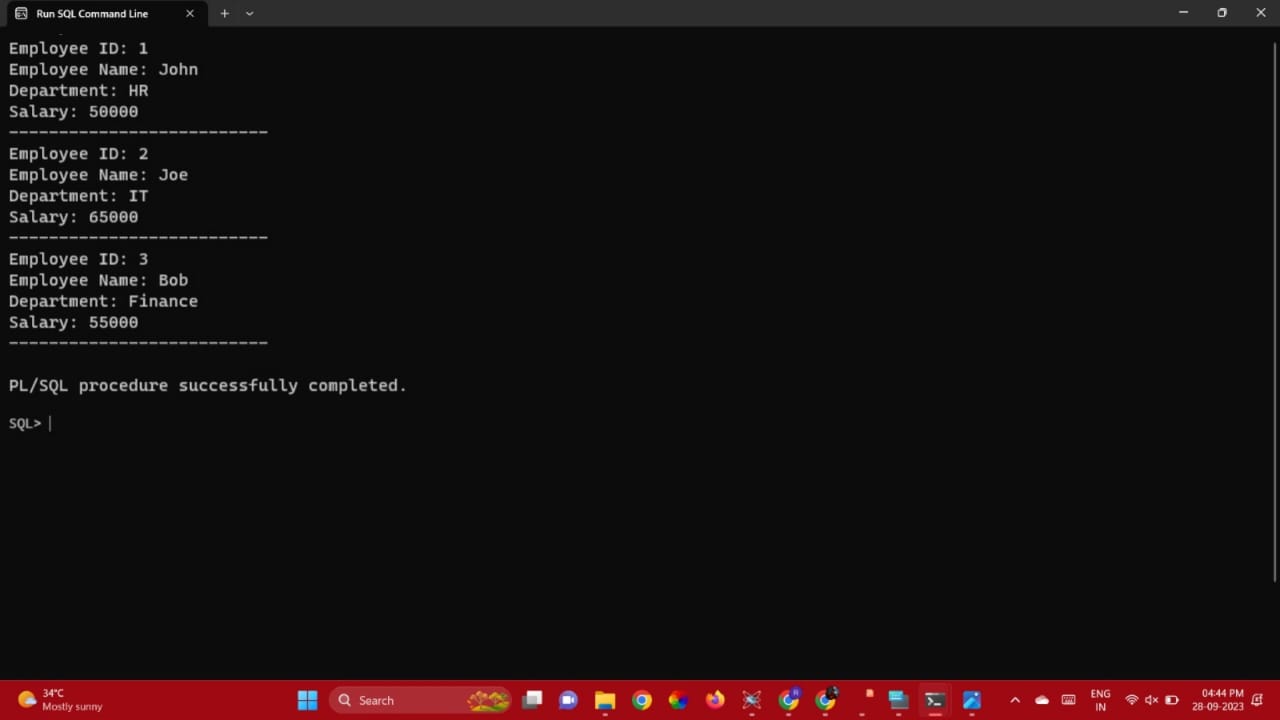 Run SQL Command Line
Employee ID: 1
Employee Name: John
Department: HR
Salary: 50000
--------------------------
Employee ID: 2
Employee Name: Joe
Department: IT
Salary: 65000
--------------------------
Employee ID: 3
Employee Name: Bob
Department: Finance
Salary: 55000
--------------------------
PL/SQL procedure successfully completed.
SQL>
34°C
Mostly sunny
Search
ENG
IN
04:44 PM
28-09-2023